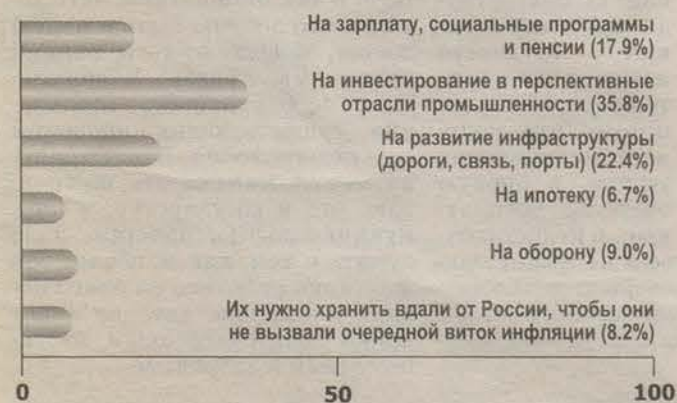 На зарплату, социальные программы
и пенсии (17.9%)
На инвестирование в перспективные
отрасли промышленности (35.8%)
На развитие инфраструктуры
(дороги, связь, порты) (22.4%)
На ипотеку (6.7%)
На оборону (9.0%)
Их нужно хранить вдали от России, чтобы они
не вызвали очередной виток инфляции (8.2%)
0 50 100